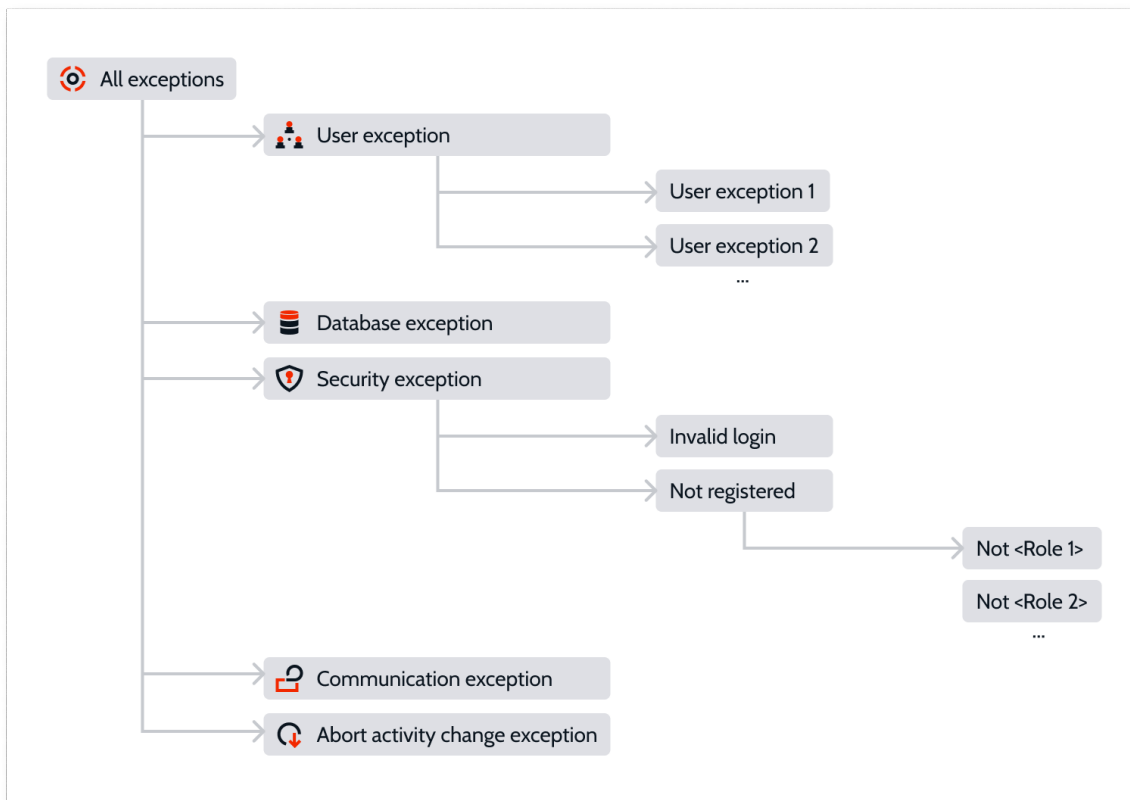 All exceptions
User exception
User exception 1
User exception 2
...
Database exception
Security exception
Invalid login
Not registered
Not <Role 1>
Not <Role 2>
...
Communication exception
Abort activity change exception